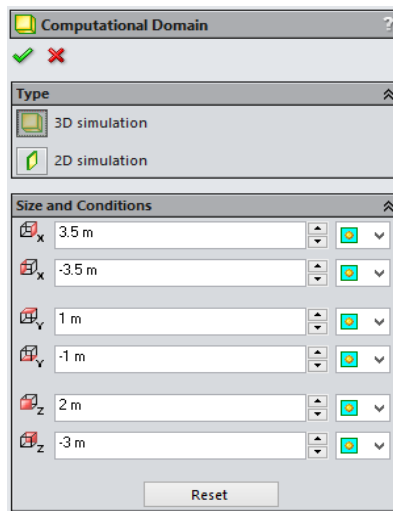 Computational Domain ?
Type
3D simulation
2D simulation
Size and Conditions
X 3.5 m
X -3.5 m
Y 1 m
Y -1 m
Z 2 m
Z -3 m
Reset